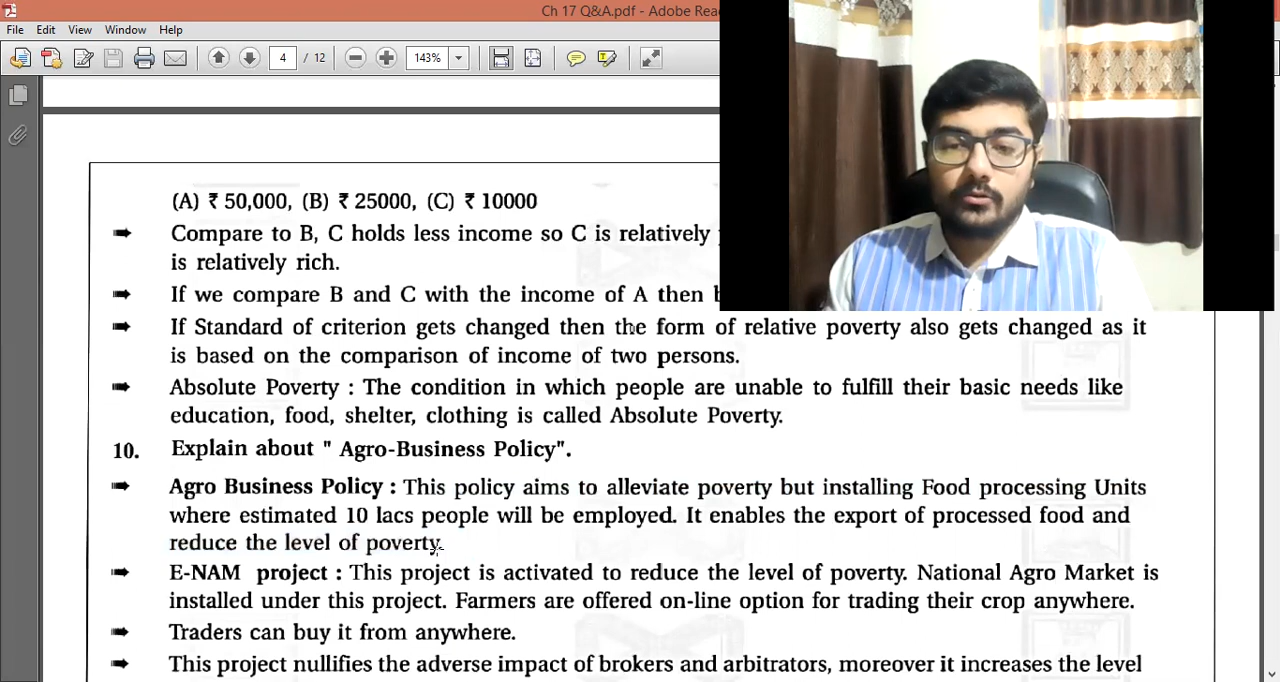 Ch 17 Q&A.pdf - Adobe Rea
File Edit View Window Help
4 / 12 143%
(A) ₹ 50,000, (B) ₹ 25000, (C) ₹ 10000
Compare to B, C holds less income so C is relatively
is relatively rich.
If we compare B and C with the income of A then
If Standard of criterion gets changed then the form of relative poverty also gets changed as it
is based on the comparison of income of two persons.
Absolute Poverty : The condition in which people are unable to fulfill their basic needs like
education, food, shelter, clothing is called Absolute Poverty.
10. Explain about " Agro-Business Policy".
Agro Business Policy : This policy aims to alleviate poverty but installing Food processing Units
where estimated 10 lacs people will be employed. It enables the export of processed food and
reduce the level of poverty.
E-NAM project : This project is activated to reduce the level of poverty. National Agro Market is
installed under this project. Farmers are offered on-line option for trading their crop anywhere.
Traders can buy it from anywhere.
This project nullifies the adverse impact of brokers and arbitrators, moreover it increases the level